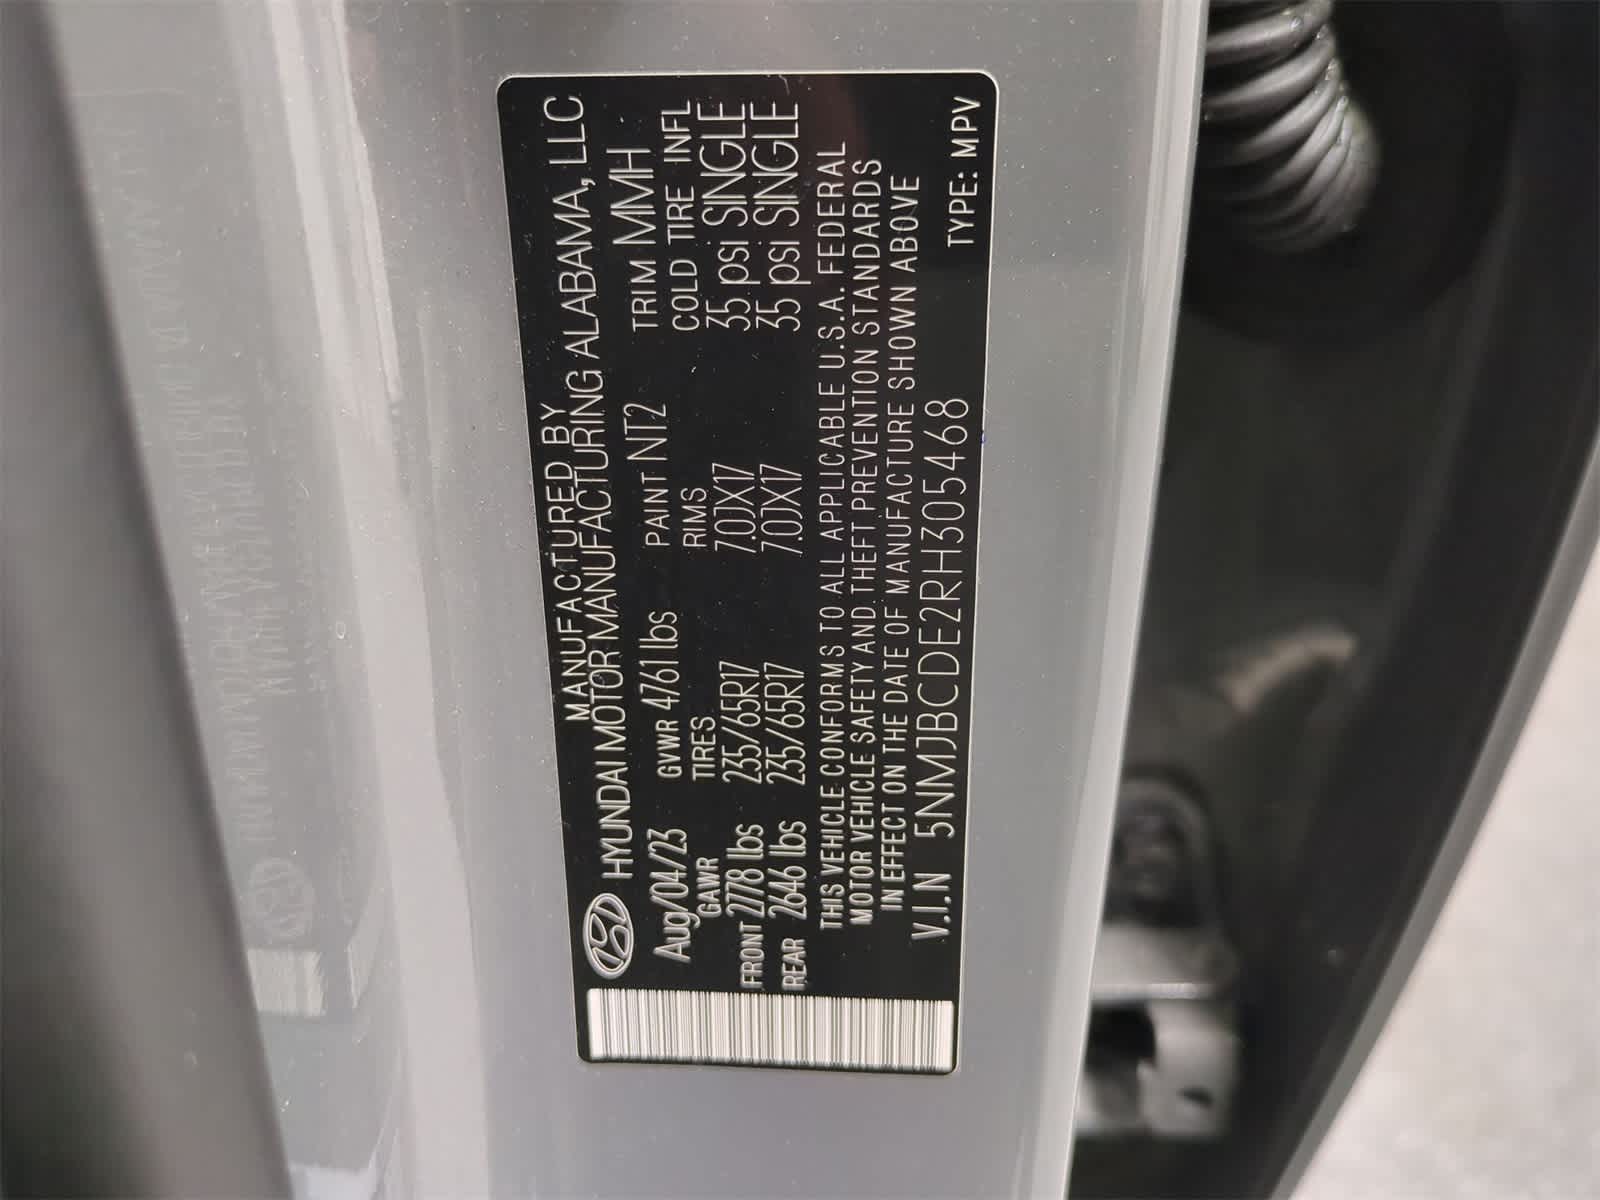 MANUFACTURED BY
HYUNDAI MOTOR MANUFACTURING ALABAMA, LLC
Aug/04/23 GVWR 4761 lbs PAINT NT2 TRIM MMH
GAWR TIRES RIMS COLD TIRE INFL
FRONT 2778 lbs 235/65R17 7.0JX17 35 psi SINGLE
REAR 2646 lbs 235/65R17 7.0JX17 35 psi SINGLE
THIS VEHICLE CONFORMS TO ALL APPLICABLE U.S.A. FEDERAL
MOTOR VEHICLE SAFETY AND THEFT PREVENTION STANDARDS
IN EFFECT ON THE DATE OF MANUFACTURE SHOWN ABOVE
V.I.N 5NMJBCDE2RH305468 TYPE: MPV